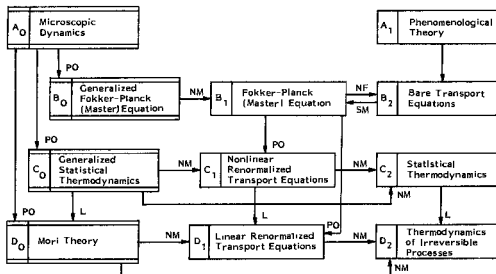 A0 Microscopic Dynamics
A1 Phenomenological Theory
PO
B0 Generalized Fokker-Planck (Master) Equation
NM
B1 Fokker-Planck (Master) Equation
NF
SM
B2 Bare Transport Equations
PO
PO
C0 Generalized Statistical Thermodynamics
NM
C1 Nonlinear Renormalized Transport Equations
NM
C2 Statistical Thermodynamics
NM
PO
L
L
PO
L
D0 Mori Theory
NM
D1 Linear Renormalized Transport Equations
NM
D2 Thermodynamics of Irreversible Processes
NM